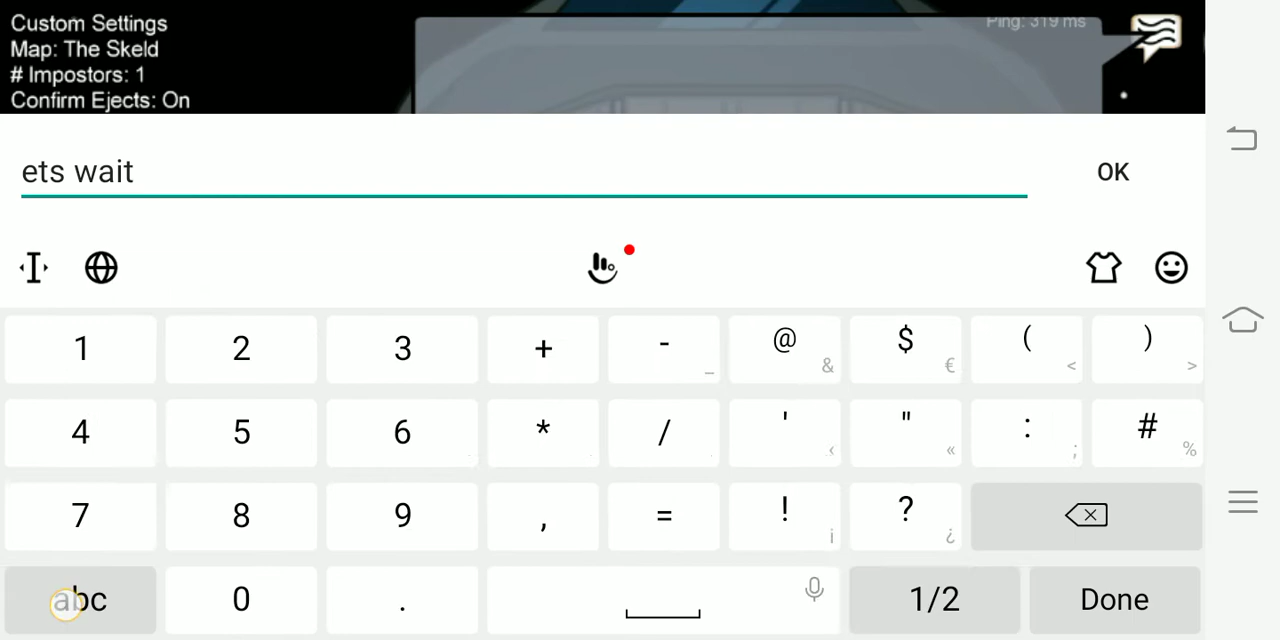 Custom Settings
Map: The Skeld
# Impostors: 1
Confirm Ejects: On
Ping: 319 ms
ets wait
OK
1 2 3 + - _ @ & $ € ( < ) >
4 5 6 * / ' ‹ " « : ; # %
7 8 9 , = ! ¡ ? ¿
abc 0 . 1/2 Done